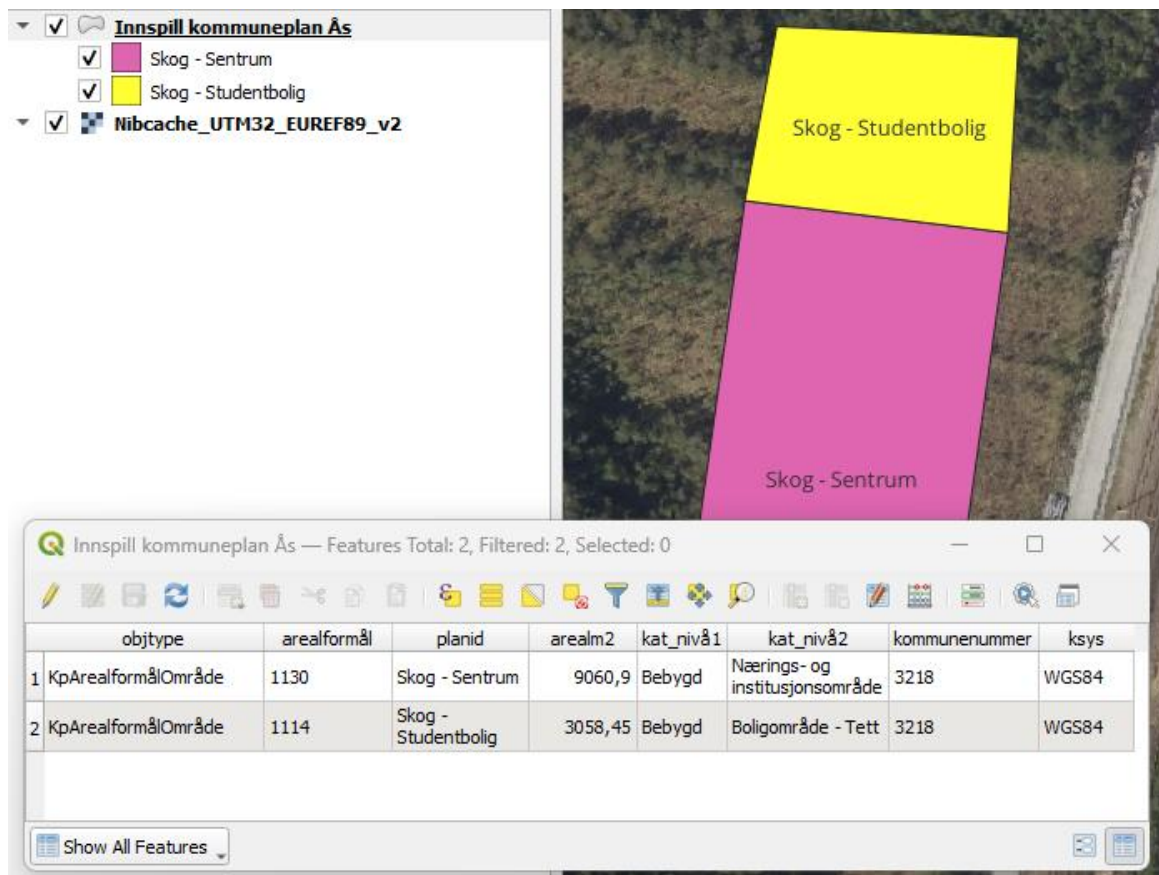 Innspill kommuneplan Ås
Skog - Sentrum
Skog - Studentbolig
Nibcache_UTM32_EUREF89_v2
Skog - Studentbolig
Skog - Sentrum
Innspill kommuneplan Ås — Features Total: 2, Filtered: 2, Selected: 0
objtype arealformål planid arealm2 kat_nivå1 kat_nivå2 kommunenummer ksys
1 KpArealformålOmråde 1130 Skog - Sentrum 9060,9 Bebygd Nærings- og institusjonsområde 3218 WGS84
2 KpArealformålOmråde 1114 Skog - Studentbolig 3058,45 Bebygd Boligområde - Tett 3218 WGS84
Show All Features